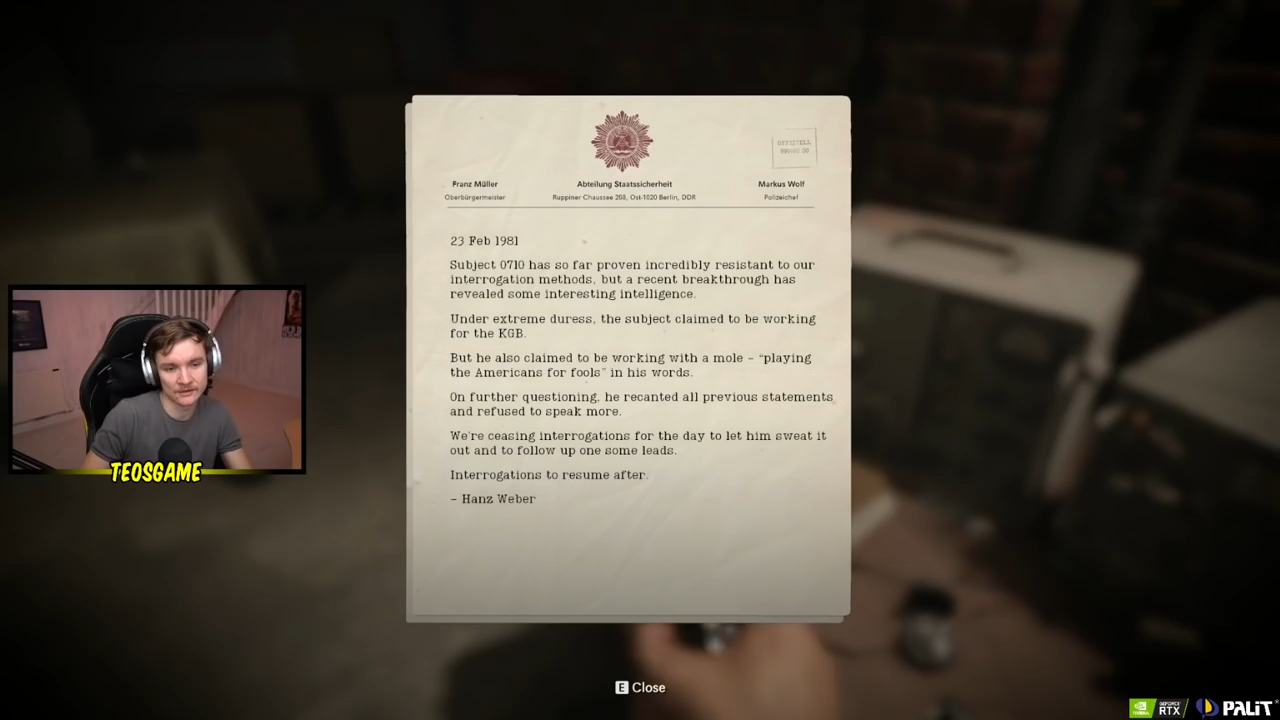 Franz Müller
Abteilung Staatssicherheit
Markus Wolf
Oberbürgermeister
Ruppiner Chaussee 268, Ost-1020 Berlin, DDR
Polizeichef
23 Feb 1981
Subject 0710 has so far proven incredibly resistant to our
interrogation methods, but a recent breakthrough has
revealed some interesting intelligence.
Under extreme duress, the subject claimed to be working
for the KGB.
But he also claimed to be working with a mole – “playing
the Americans for fools” in his words.
On further questioning, he recanted all previous statements
and refused to speak more.
We're ceasing interrogations for the day to let him sweat it
out and to follow up one some leads.
Interrogations to resume after.
– Hanz Weber
TEOSGAME
E Close
NVIDIA
GEFORCE
RTX
PALIT